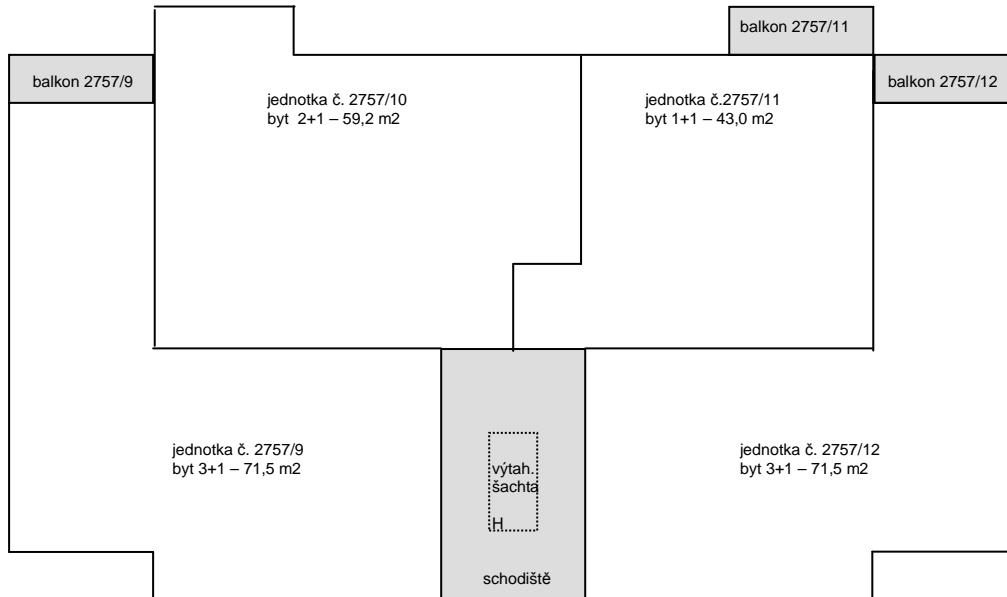 balkon 2757/11
balkon 2757/9
balkon 2757/12
jednotka č. 2757/10
byt 2+1 – 59,2 m2
jednotka č.2757/11
byt 1+1 – 43,0 m2
jednotka č. 2757/9
byt 3+1 – 71,5 m2
výtah.
šachta
H
schodiště
jednotka č. 2757/12
byt 3+1 – 71,5 m2